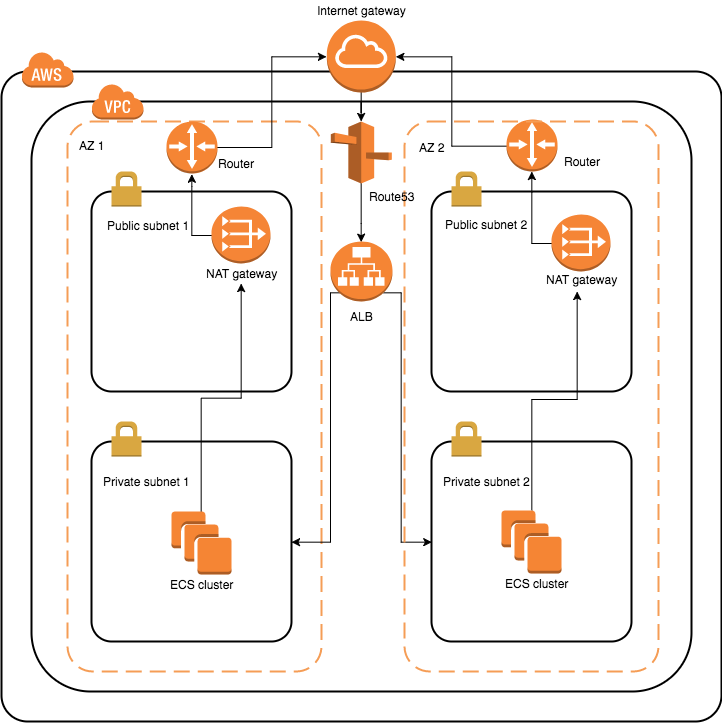 Internet gateway
AWS
VPC
AZ 1
Router
AZ 2
Router
Route53
Public subnet 1
Public subnet 2
NAT gateway
NAT gateway
ALB
Private subnet 1
Private subnet 2
ECS cluster
ECS cluster